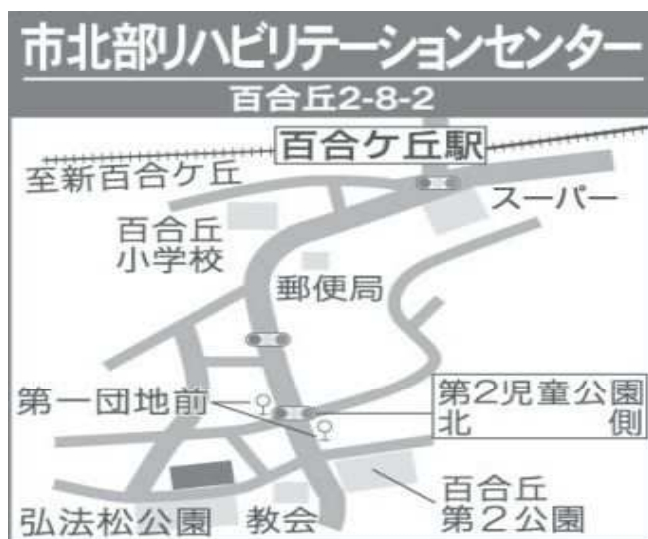 市北部リハビリテーションセンター
百合丘2-8-2
百合ケ丘駅
至新百合ケ丘
スーパー
百合丘
小学校
郵便局
第一団地前
第2児童公園
北側
百合丘
第2公園
弘法松公園
教会